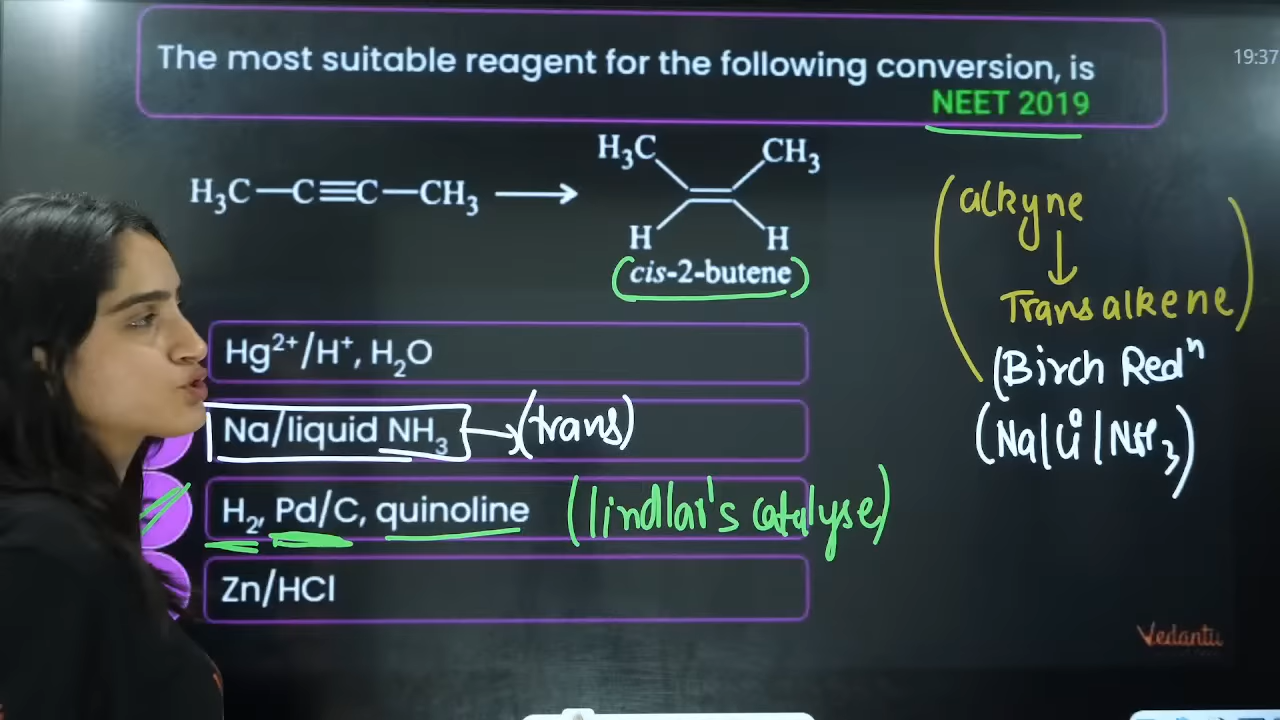 The most suitable reagent for the following conversion, is
NEET 2019
19:37
H₃C—C≡C—CH₃ ⟶
H₃C CH₃
H H
cis-2-butene
alkyne
↓
Trans alkene
(Birch Redⁿ
(Na|Li|NH₃)
Hg²⁺/H⁺, H₂O
Na/liquid NH₃ → (trans)
H₂, Pd/C, quinoline (lindlar's catalyse)
Zn/HCl
Vedantu